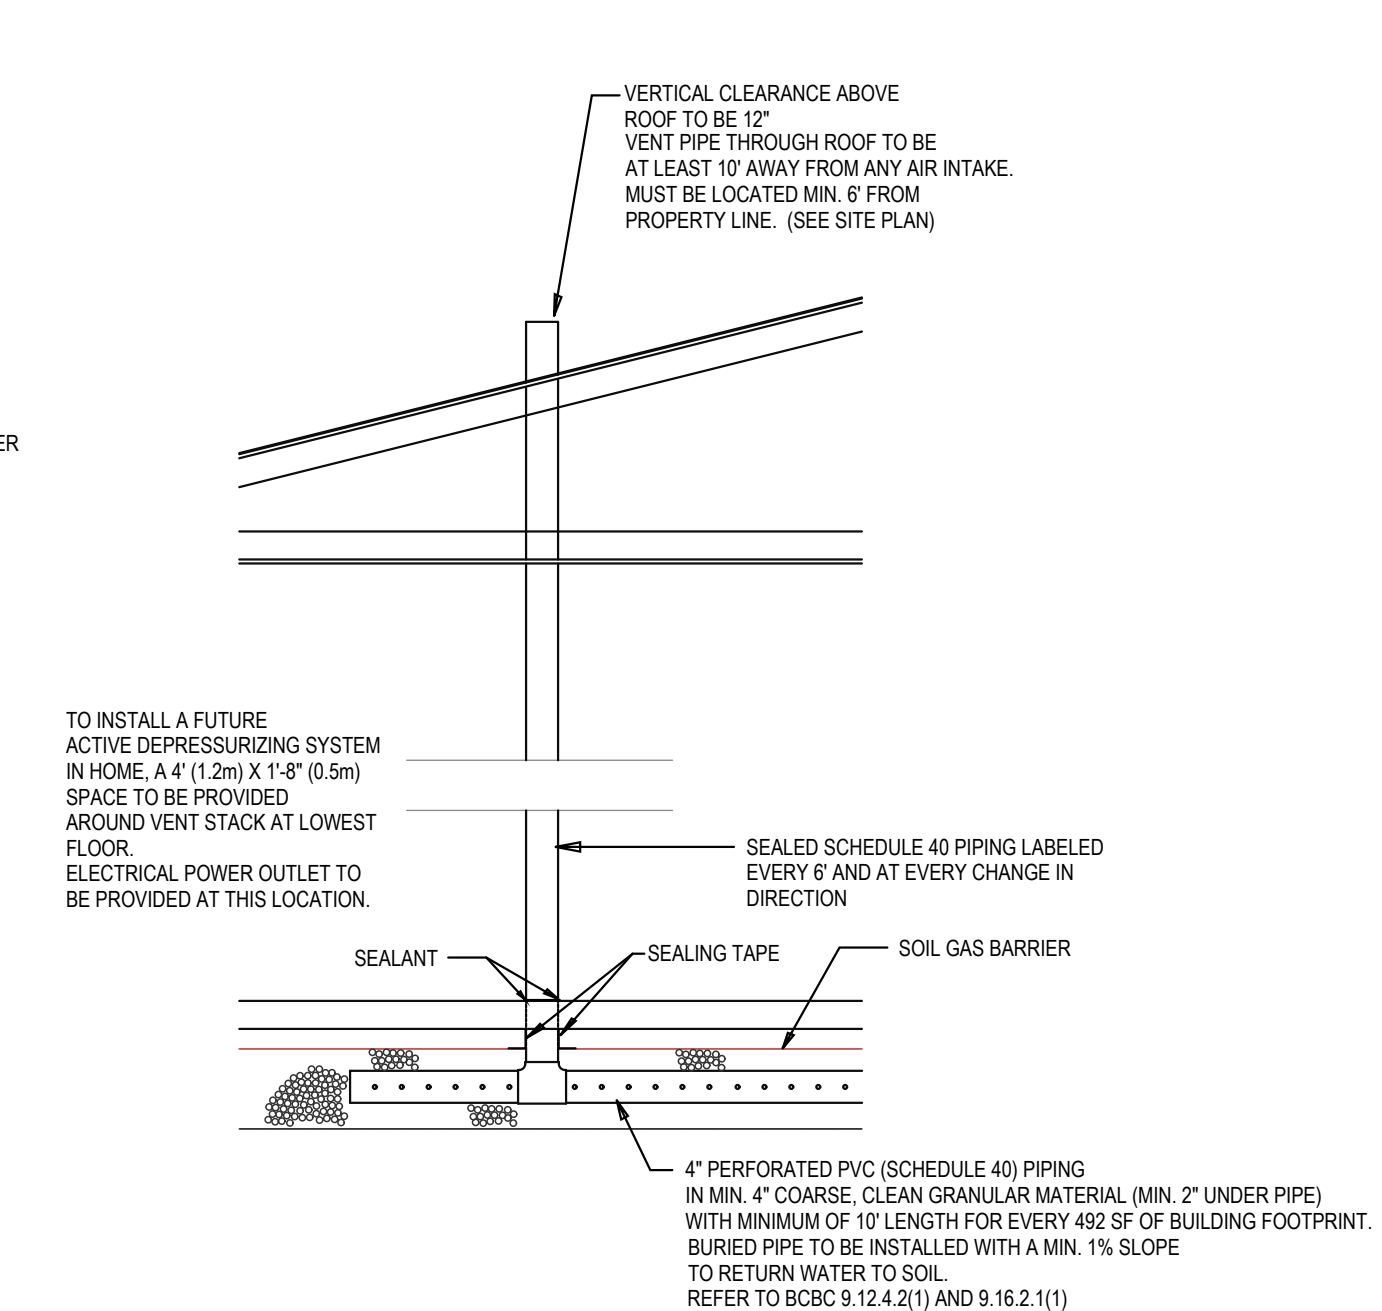 VERTICAL CLEARANCE ABOVE
ROOF TO BE 12"
VENT PIPE THROUGH ROOF TO BE
AT LEAST 10' AWAY FROM ANY AIR INTAKE.
MUST BE LOCATED MIN. 6' FROM
PROPERTY LINE. (SEE SITE PLAN)
ER
TO INSTALL A FUTURE
ACTIVE DEPRESSURIZING SYSTEM
IN HOME, A 4' (1.2m) X 1'-8" (0.5m)
SPACE TO BE PROVIDED
AROUND VENT STACK AT LOWEST
FLOOR.
ELECTRICAL POWER OUTLET TO
BE PROVIDED AT THIS LOCATION.
SEALED SCHEDULE 40 PIPING LABELED
EVERY 6' AND AT EVERY CHANGE IN
DIRECTION
SEALANT
SEALING TAPE
SOIL GAS BARRIER
4" PERFORATED PVC (SCHEDULE 40) PIPING
IN MIN. 4" COARSE, CLEAN GRANULAR MATERIAL (MIN. 2" UNDER PIPE)
WITH MINIMUM OF 10' LENGTH FOR EVERY 492 SF OF BUILDING FOOTPRINT.
BURIED PIPE TO BE INSTALLED WITH A MIN. 1% SLOPE
TO RETURN WATER TO SOIL.
REFER TO BCBC 9.12.4.2(1) AND 9.16.2.1(1)